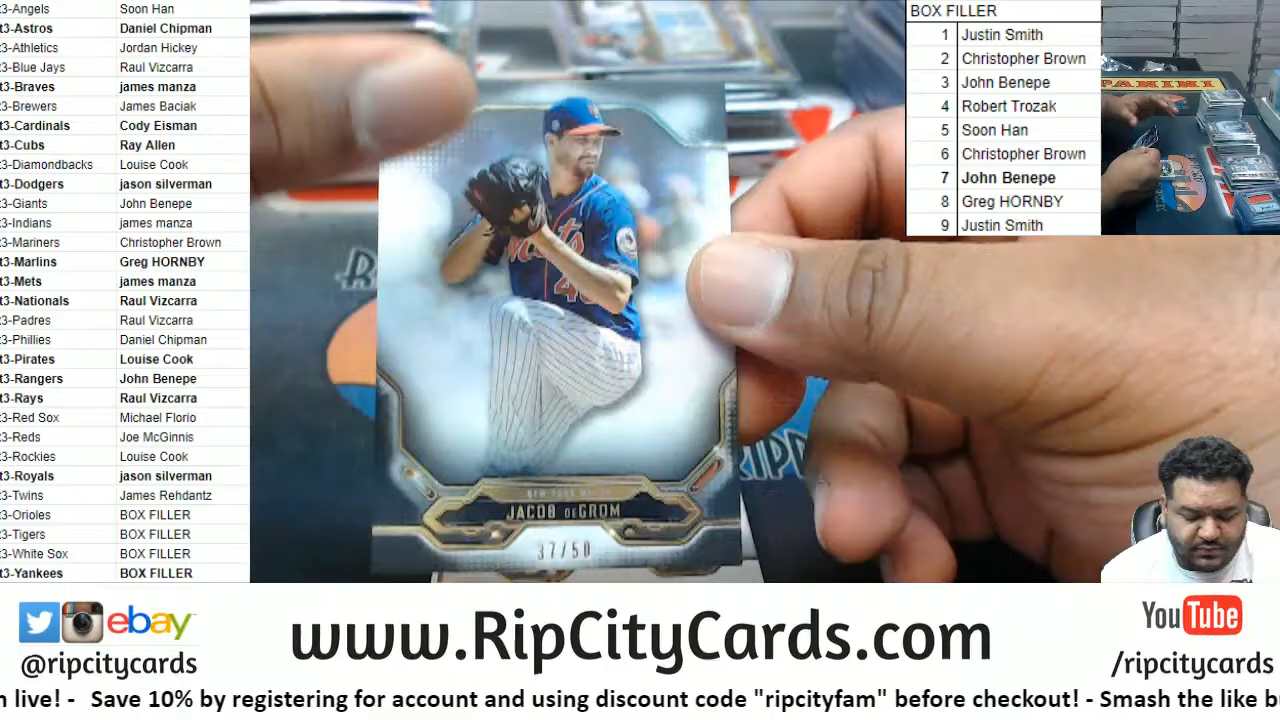 t3-Angels Soon Han
t3-Astros Daniel Chipman
t3-Athletics Jordan Hickey
t3-Blue Jays Raul Vizcarra
t3-Braves james manza
t3-Brewers James Baciak
t3-Cardinals Cody Eisman
t3-Cubs Ray Allen
t3-Diamondbacks Louise Cook
t3-Dodgers jason silverman
t3-Giants John Benepe
t3-Indians james manza
t3-Mariners Christopher Brown
t3-Marlins Greg HORNBY
t3-Mets james manza
t3-Nationals Raul Vizcarra
t3-Padres Raul Vizcarra
t3-Phillies Daniel Chipman
t3-Pirates Louise Cook
t3-Rangers John Benepe
t3-Rays Raul Vizcarra
t3-Red Sox Michael Florio
t3-Reds Joe McGinnis
t3-Rockies Louise Cook
t3-Royals jason silverman
t3-Twins James Rehdantz
t3-Orioles BOX FILLER
t3-Tigers BOX FILLER
t3-White Sox BOX FILLER
t3-Yankees BOX FILLER
Mets
JACOB deGROM
37/50
BOX FILLER
1 Justin Smith
2 Christopher Brown
3 John Benepe
4 Robert Trozak
5 Soon Han
6 Christopher Brown
7 John Benepe
8 Greg HORNBY
9 Justin Smith
PANINI
ebay
@ripcitycards
www.RipCityCards.com
YouTube
/ripcitycards
live! - Save 10% by registering for account and using discount code "ripcityfam" before checkout! - Smash the like